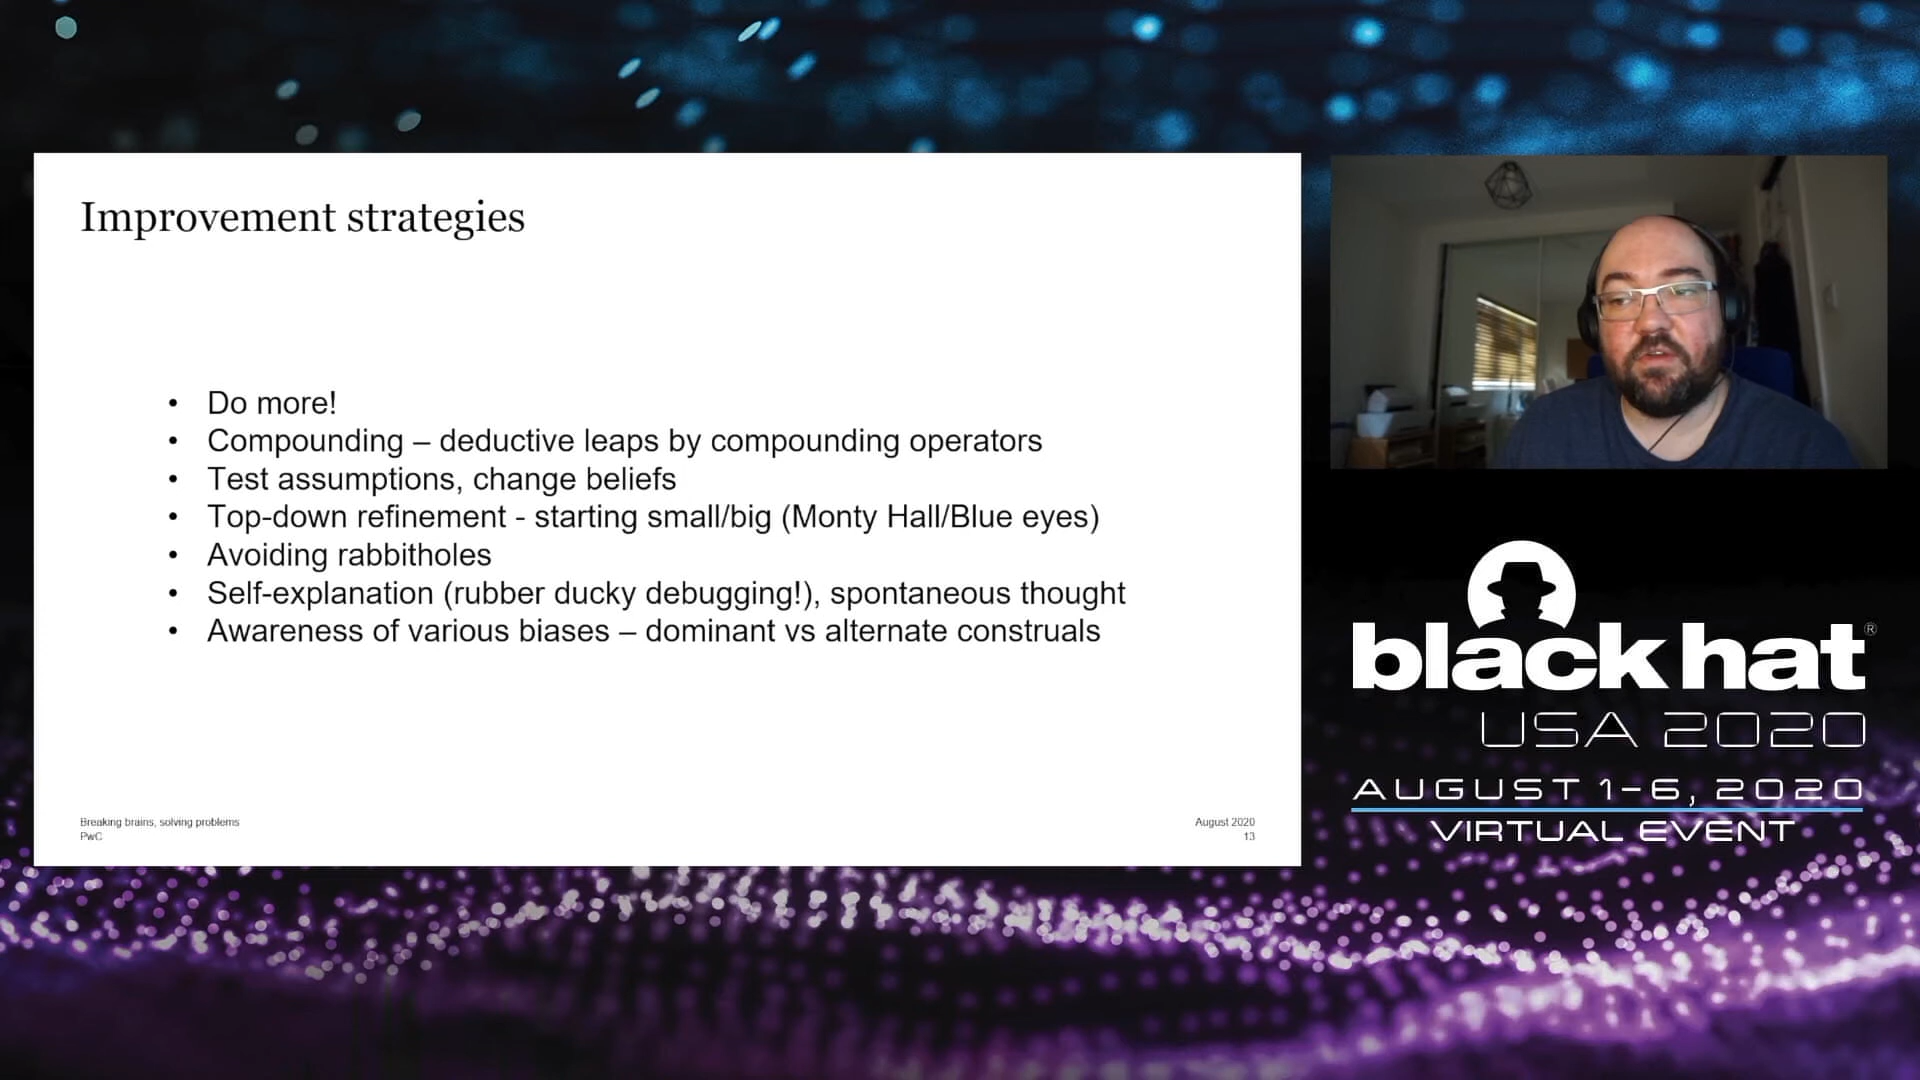 Improvement strategies
• Do more!
• Compounding – deductive leaps by compounding operators
• Test assumptions, change beliefs
• Top-down refinement - starting small/big (Monty Hall/Blue eyes)
• Avoiding rabbitholes
• Self-explanation (rubber ducky debugging!), spontaneous thought
• Awareness of various biases – dominant vs alternate construals
Breaking brains, solving problems
PwC
August 2020
13
black hat®
USA 2020
AUGUST 1-6, 2020
VIRTUAL EVENT